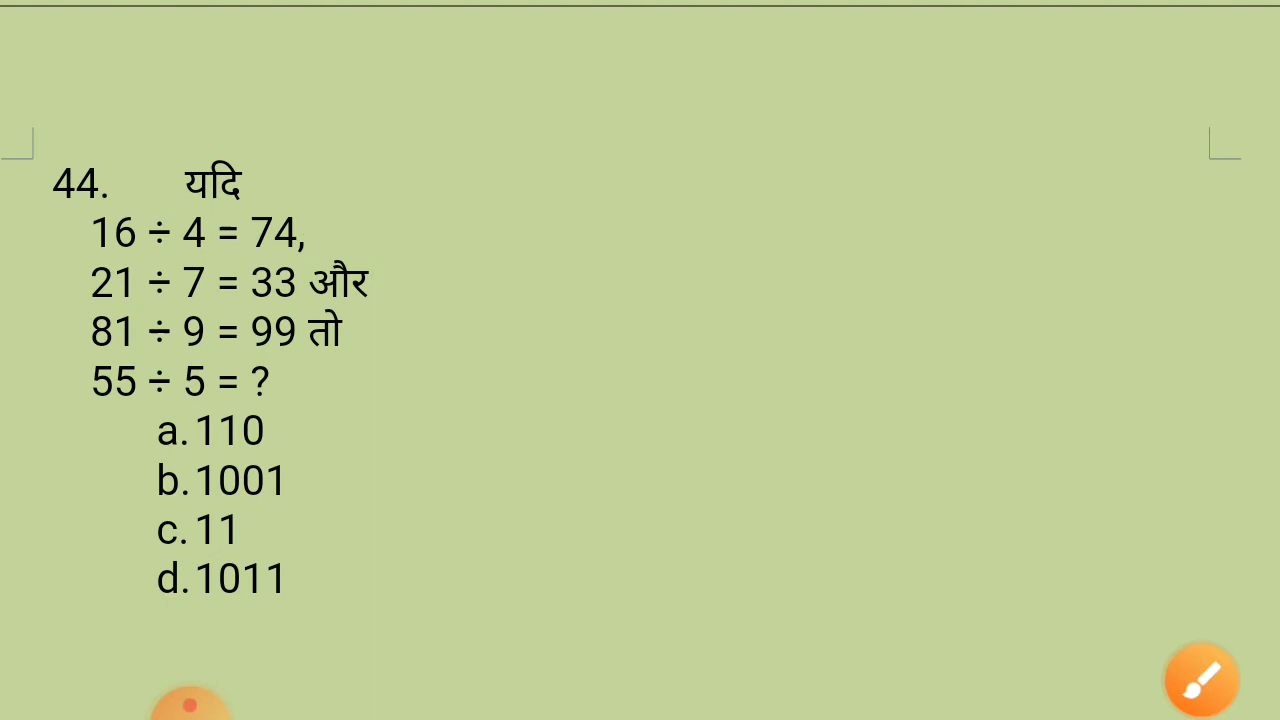 44. यदि
16 ÷ 4 = 74,
21 ÷ 7 = 33 और
81 ÷ 9 = 99 तो
55 ÷ 5 = ?
a. 110
b. 1001
c. 11
d. 1011